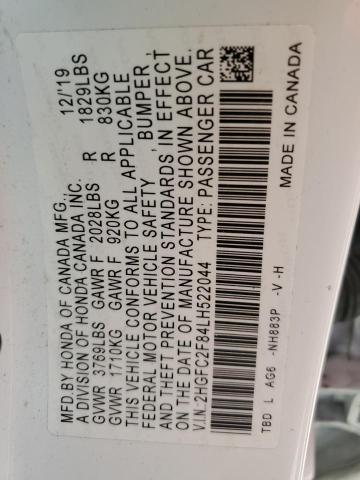 MFD.BY HONDA OF CANADA MFG., 12/'19
A DIVISION OF HONDA CANADA INC.
GVWR 3769LBS GAWR F 2028LBS R 1829LBS
GVWR 1710KG GAWR F 920KG R 830KG
THIS VEHICLE CONFORMS TO ALL APPLICABLE
FEDERAL MOTOR VEHICLE SAFETY, BUMPER,
AND THEFT PREVENTION STANDARDS IN EFFECT
ON THE DATE OF MANUFACTURE SHOWN ABOVE.
V.I.N:2HGFC2F84LH522044 TYPE: PASSENGER CAR
TBD L AG6 -NH883P -V -H
MADE IN CANADA